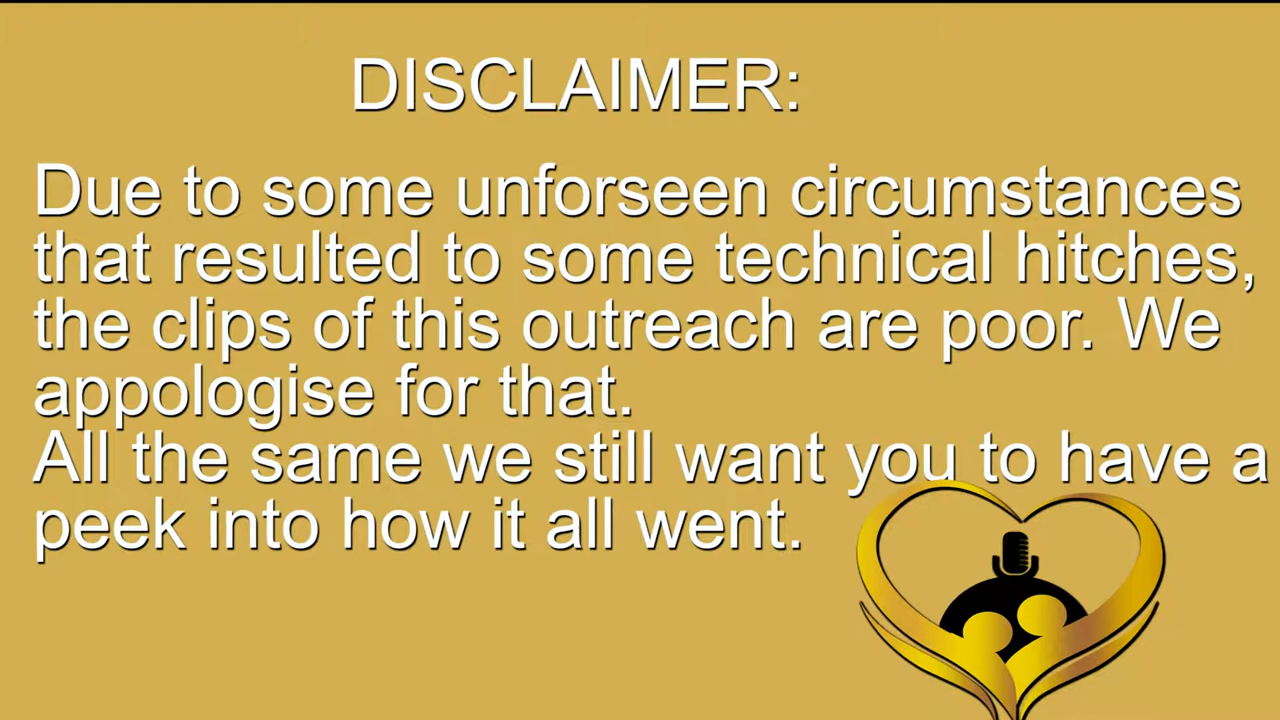 DISCLAIMER:
Due to some unforseen circumstances
that resulted to some technical hitches,
the clips of this outreach are poor. We
appologise for that.
All the same we still want you to have a
peek into how it all went.